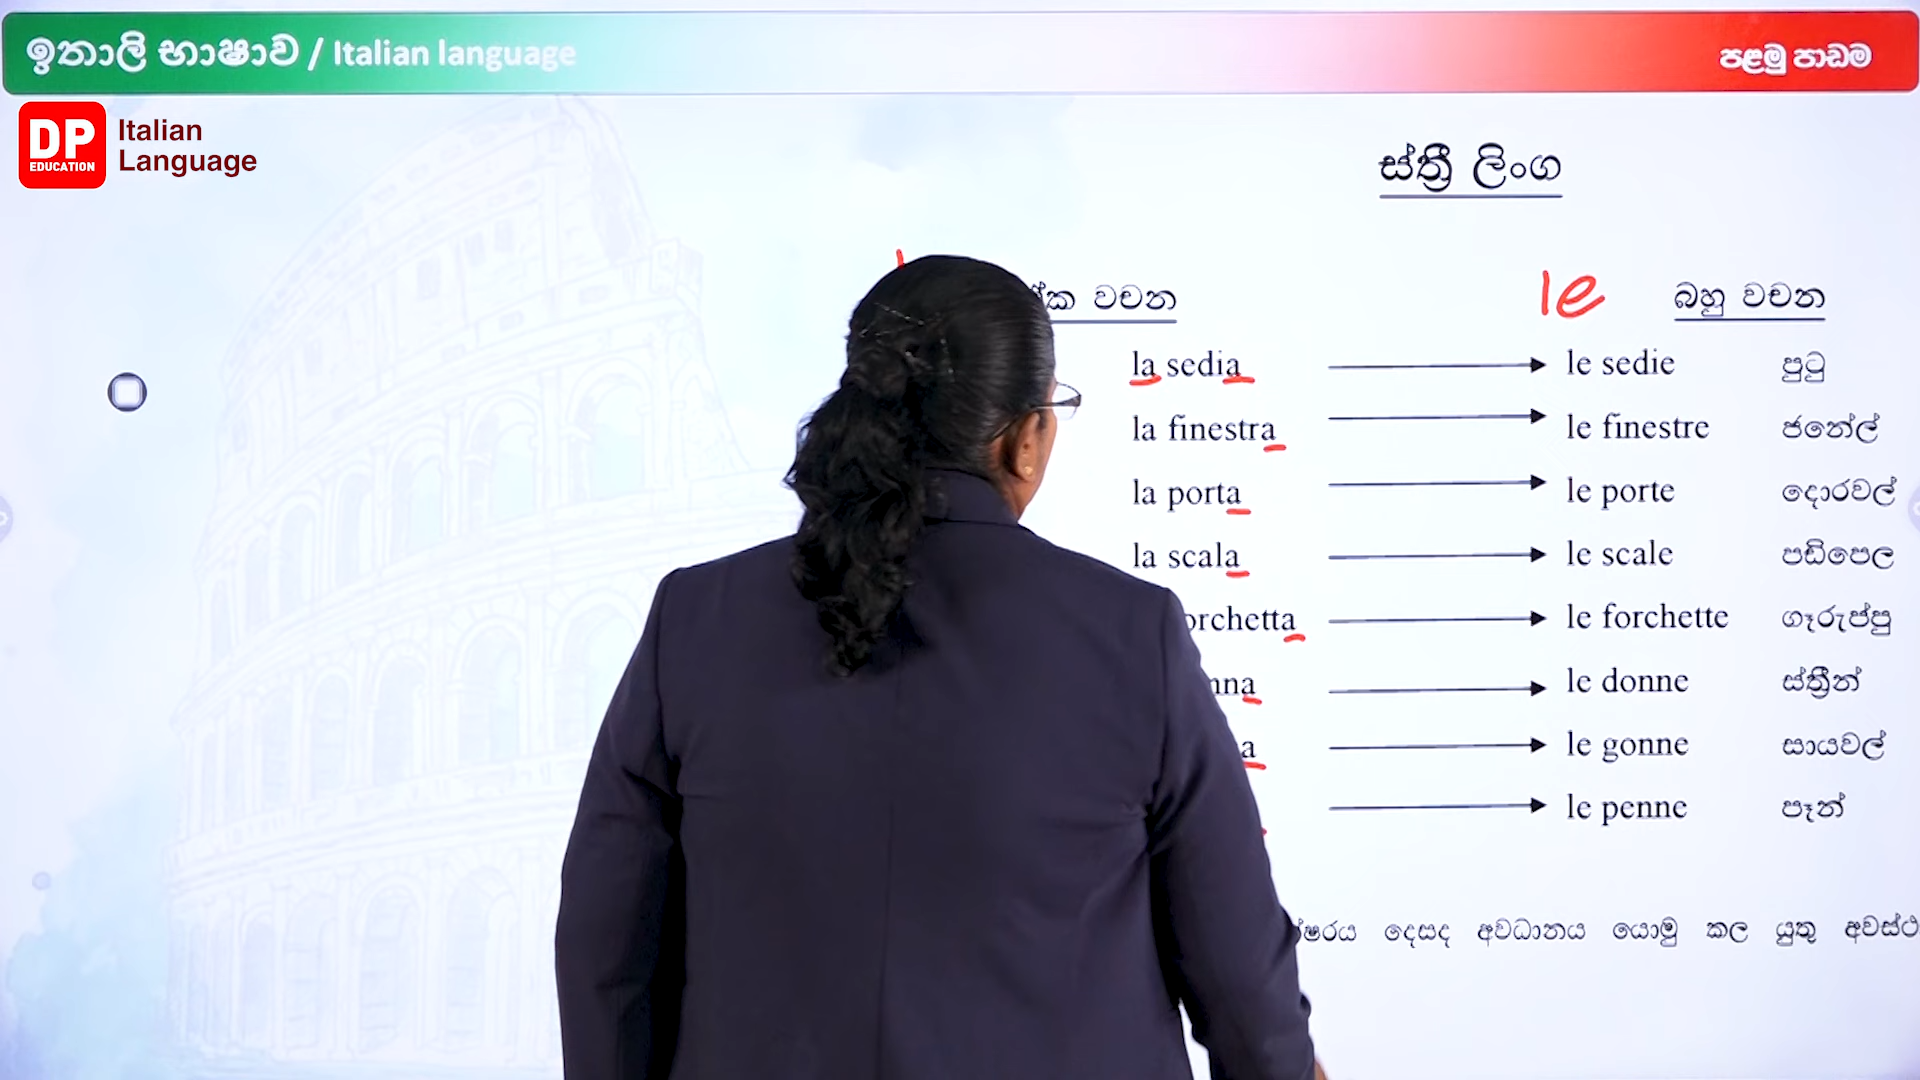 ඉතාලි භාෂාව / Italian language
පළමු පාඩම
DP
EDUCATION
Italian
Language
ස්ත්‍රී ලිංග
වචන
le බහු වචන
la sedia le sedie පුටු
la finestra le finestre ජනේල්
la porta le porte දොරවල්
la scala le scale පඩිපෙල
le forchette ගෑරුප්පු
le donne ස්ත්‍රීන්
le gonne සායවල්
le penne පෑන්
දෙසද අවධානය යොමු කල යුතු